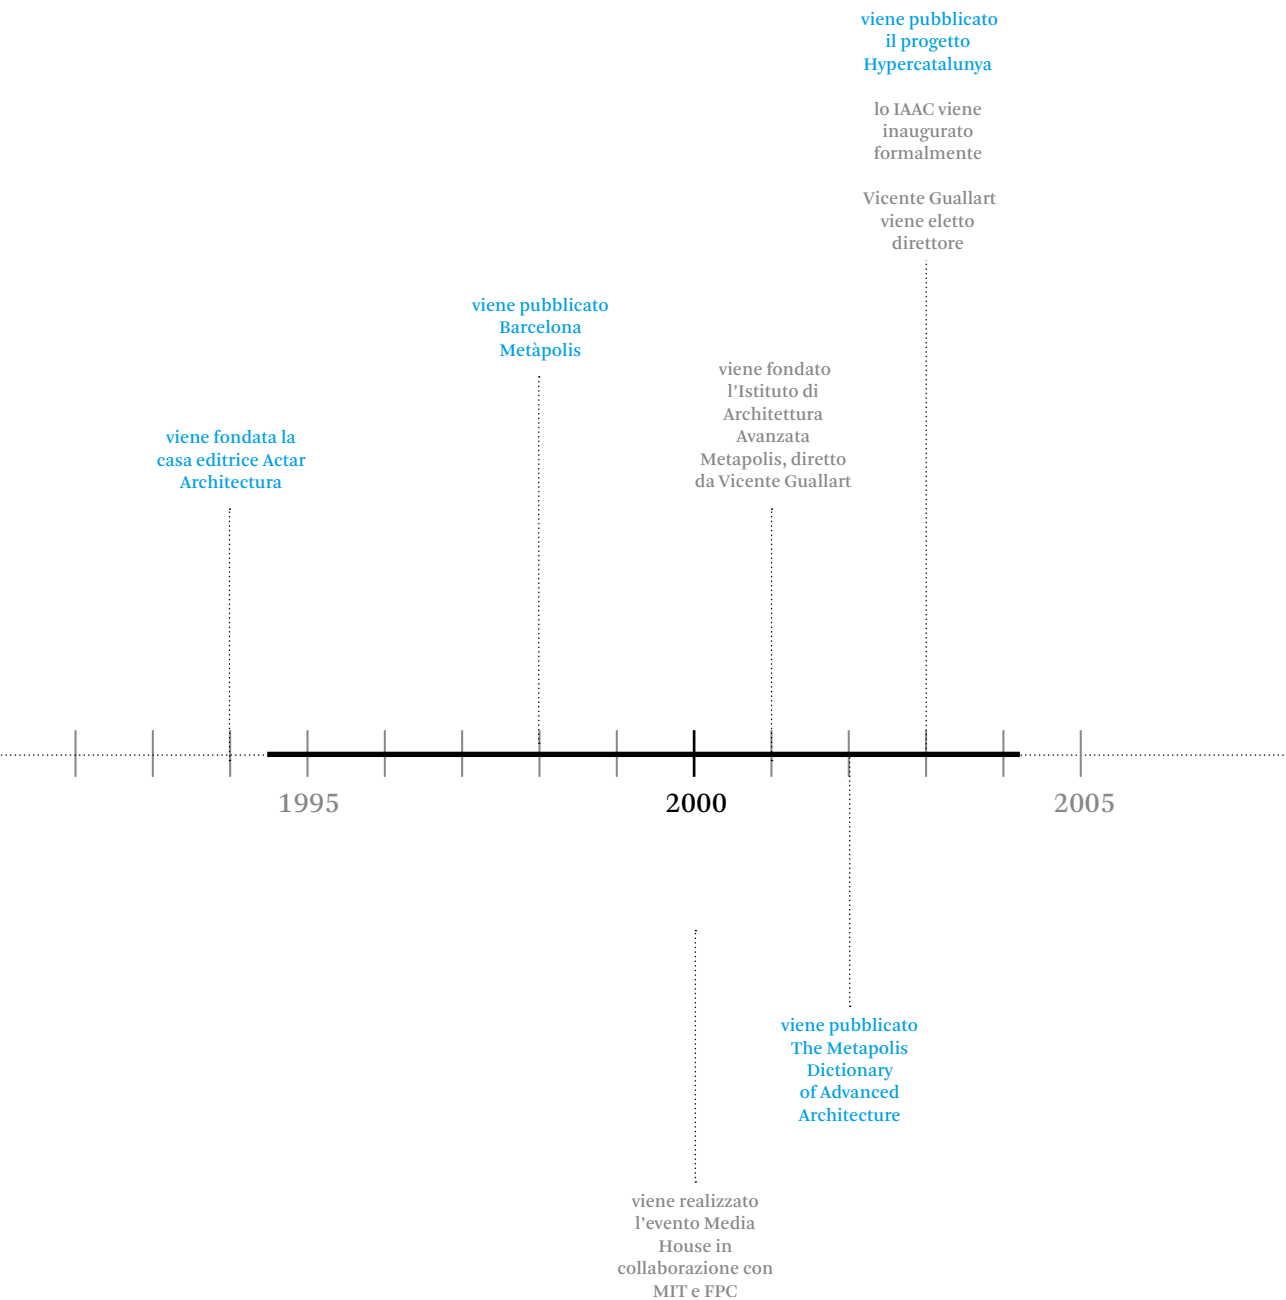 viene pubblicato
il progetto
Hypercatalunya
lo IAAC viene
inaugurato
formalmente
Vicente Guallart
viene eletto
direttore
viene pubblicato
Barcelona
Metàpolis
viene fondato
l’Istituto di
Architettura
Avanzata
Metapolis, diretto
da Vicente Guallart
viene fondata la
casa editrice Actar
Architectura
1995
2000
2005
viene pubblicato
The Metapolis
Dictionary
of Advanced
Architecture
viene realizzato
l’evento Media
House in
collaborazione con
MIT e FPC